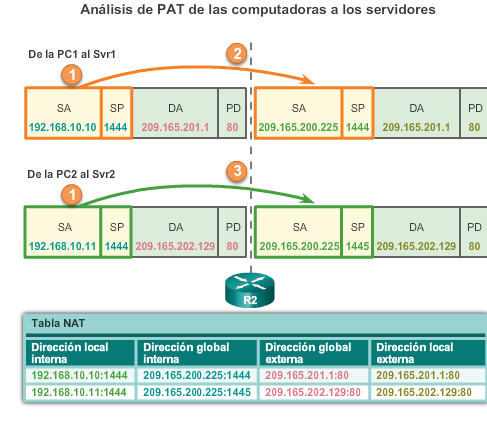 Análisis de PAT de las computadoras a los servidores
De la PC1 al Svr1
1
2
SA SP DA PD SA SP DA PD
192.168.10.10 1444 209.165.201.1 80 209.165.200.225 1444 209.165.201.1 80
De la PC2 al Svr2
1
3
SA SP DA PD SA SP DA PD
192.168.10.11 1444 209.165.202.129 80 209.165.200.225 1445 209.165.202.129 80
R2
Tabla NAT
Dirección local interna Dirección global interna Dirección global externa Dirección local externa
192.168.10.10:1444 209.165.200.225:1444 209.165.201.1:80 209.165.201.1:80
192.168.10.11:1444 209.165.200.225:1445 209.165.202.129:80 209.165.202.129:80